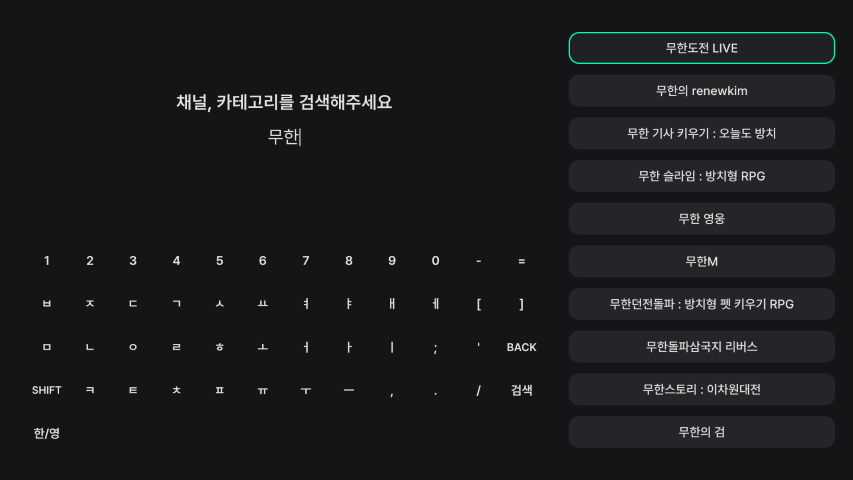 채널, 카테고리를 검색해주세요
무한
1 2 3 4 5 6 7 8 9 0 - =
ㅂ ㅈ ㄷ ㄱ ㅅ ㅛ ㅕ ㅑ ㅐ ㅔ [ ]
ㅁ ㄴ ㅇ ㄹ ㅎ ㅗ ㅓ ㅏ ㅣ ; ' BACK
SHIFT ㅋ ㅌ ㅊ ㅍ ㅠ ㅜ ㅡ , . / 검색
한/영
무한도전 LIVE
무한의 renewkim
무한 기사 키우기 : 오늘도 방치
무한 슬라임 : 방치형 RPG
무한 영웅
무한M
무한던전돌파 : 방치형 펫 키우기 RPG
무한돌파삼국지 리버스
무한스토리 : 이차원대전
무한의 검